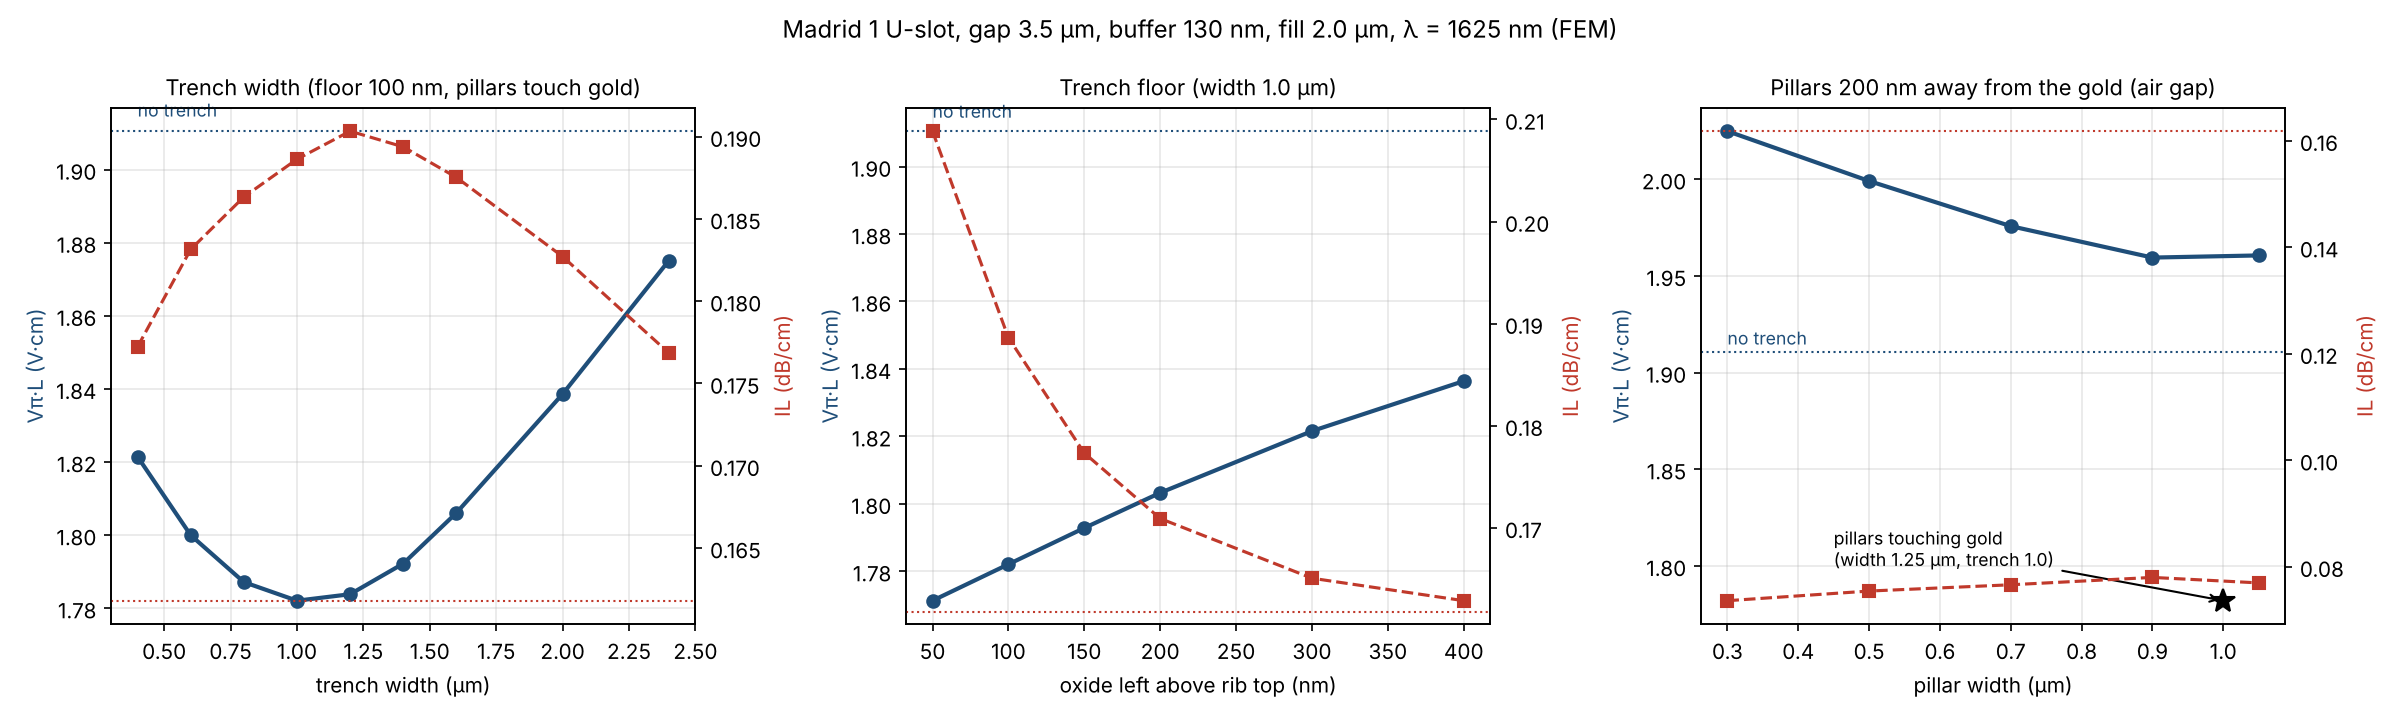 Madrid 1 U-slot, gap 3.5 µm, buffer 130 nm, fill 2.0 µm, λ = 1625 nm (FEM)
Trench width (floor 100 nm, pillars touch gold)
no trench
1.90
1.88
1.86
1.84
1.82
1.80
1.78
Vπ·L (V·cm)
0.190
0.185
0.180
0.175
0.170
0.165
IL (dB/cm)
0.50 0.75 1.00 1.25 1.50 1.75 2.00 2.25 2.50
trench width (µm)
Trench floor (width 1.0 µm)
no trench
1.90
1.88
1.86
1.84
1.82
1.80
1.78
Vπ·L (V·cm)
0.21
0.20
0.19
0.18
0.17
IL (dB/cm)
50 100 150 200 250 300 350 400
oxide left above rib top (nm)
Pillars 200 nm away from the gold (air gap)
2.00
1.95
1.90
1.85
1.80
Vπ·L (V·cm)
no trench
pillars touching gold
(width 1.25 µm, trench 1.0)
0.16
0.14
0.12
0.10
0.08
IL (dB/cm)
0.3 0.4 0.5 0.6 0.7 0.8 0.9 1.0
pillar width (µm)